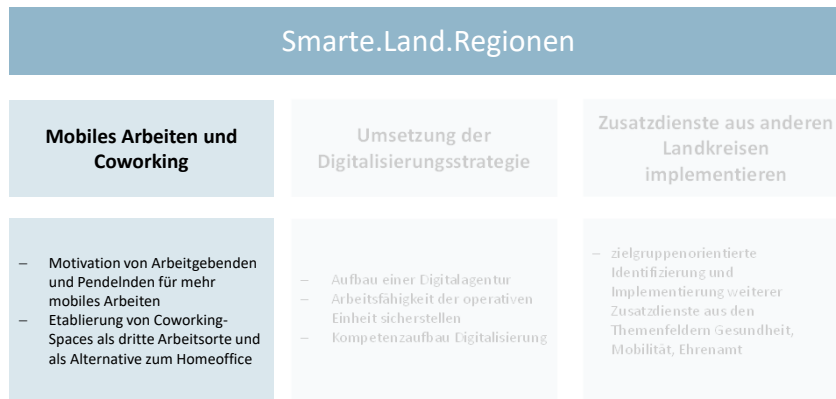 Smarte.Land.Regionen
Mobiles Arbeiten und
Coworking
– Motivation von Arbeitgebenden
und Pendelnden für mehr
mobiles Arbeiten
– Etablierung von Coworking-
Spaces als dritte Arbeitsorte und
als Alternative zum Homeoffice
Umsetzung der
Digitalisierungsstrategie
– Aufbau einer Digitalagentur
– Arbeitsfähigkeit der operativen
Einheit sicherstellen
– Kompetenzaufbau Digitalisierung
Zusatzdienste aus anderen
Landkreisen
implementieren
– zielgruppenorientierte
Identifizierung und
Implementierung weiterer
Zusatzdienste aus den
Themenfeldern Gesundheit,
Mobilität, Ehrenamt